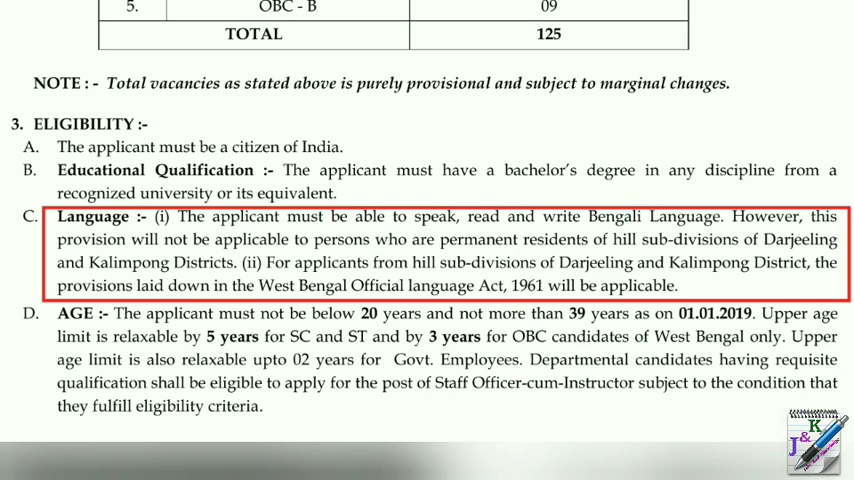 5. OBC - B 09
TOTAL 125
NOTE : - Total vacancies as stated above is purely provisional and subject to marginal changes.
3. ELIGIBILITY :-
A. The applicant must be a citizen of India.
B. Educational Qualification :- The applicant must have a bachelor's degree in any discipline from a
recognized university or its equivalent.
C. Language :- (i) The applicant must be able to speak, read and write Bengali Language. However, this
provision will not be applicable to persons who are permanent residents of hill sub-divisions of Darjeeling
and Kalimpong Districts. (ii) For applicants from hill sub-divisions of Darjeeling and Kalimpong District, the
provisions laid down in the West Bengal Official language Act, 1961 will be applicable.
D. AGE :- The applicant must not be below 20 years and not more than 39 years as on 01.01.2019. Upper age
limit is relaxable by 5 years for SC and ST and by 3 years for OBC candidates of West Bengal only. Upper
age limit is also relaxable upto 02 years for Govt. Employees. Departmental candidates having requisite
qualification shall be eligible to apply for the post of Staff Officer-cum-Instructor subject to the condition that
they fulfill eligibility criteria.
J&K